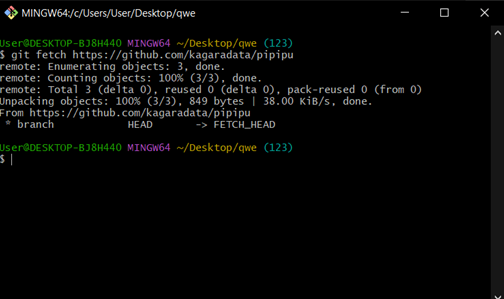 MINGW64:/c/Users/User/Desktop/qwe
User@DESKTOP-BJ8H44O MINGW64 ~/Desktop/qwe (123)
$ git fetch https://github.com/kagaradata/pipipu
remote: Enumerating objects: 3, done.
remote: Counting objects: 100% (3/3), done.
remote: Total 3 (delta 0), reused 0 (delta 0), pack-reused 0 (from 0)
Unpacking objects: 100% (3/3), 849 bytes | 38.00 KiB/s, done.
From https://github.com/kagaradata/pipipu
 * branch            HEAD       -> FETCH_HEAD
User@DESKTOP-BJ8H44O MINGW64 ~/Desktop/qwe (123)
$